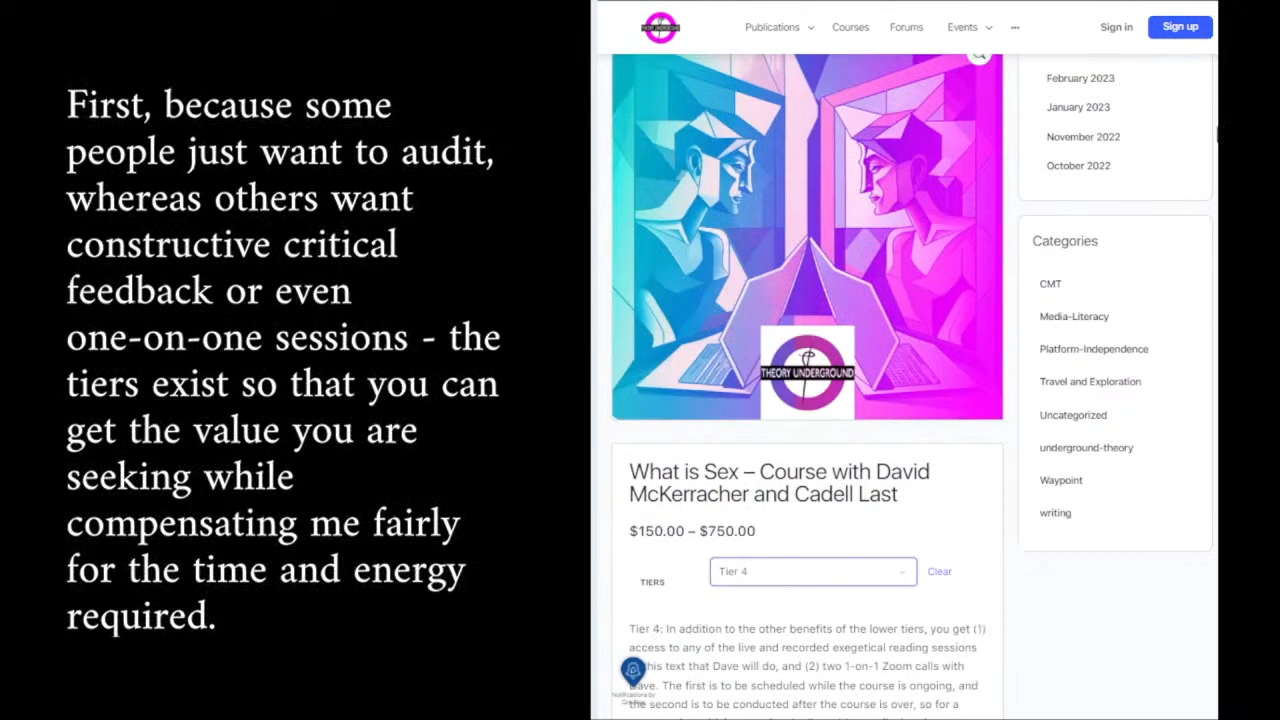 First, because some
people just want to audit,
whereas others want
constructive critical
feedback or even
one-on-one sessions - the
tiers exist so that you can
get the value you are
seeking while
compensating me fairly
for the time and energy
required.
THEORY UNDERGROUND
Publications
Courses
Forums
Events
Sign in
Sign up
February 2023
January 2023
November 2022
October 2022
Categories
CMT
Media-Literacy
Platform-Independence
Travel and Exploration
Uncategorized
underground-theory
Waypoint
writing
THEORY UNDERGROUND
What is Sex – Course with David
McKerracher and Cadell Last
$150.00 – $750.00
TIERS
Tier 4
Clear
Tier 4: In addition to the other benefits of the lower tiers, you get (1)
access to any of the live and recorded exegetical reading sessions
this text that Dave will do, and (2) two 1-on-1 Zoom calls with
Dave. The first is to be scheduled while the course is ongoing, and
the second is to be conducted after the course is over, so for a
Notifications by